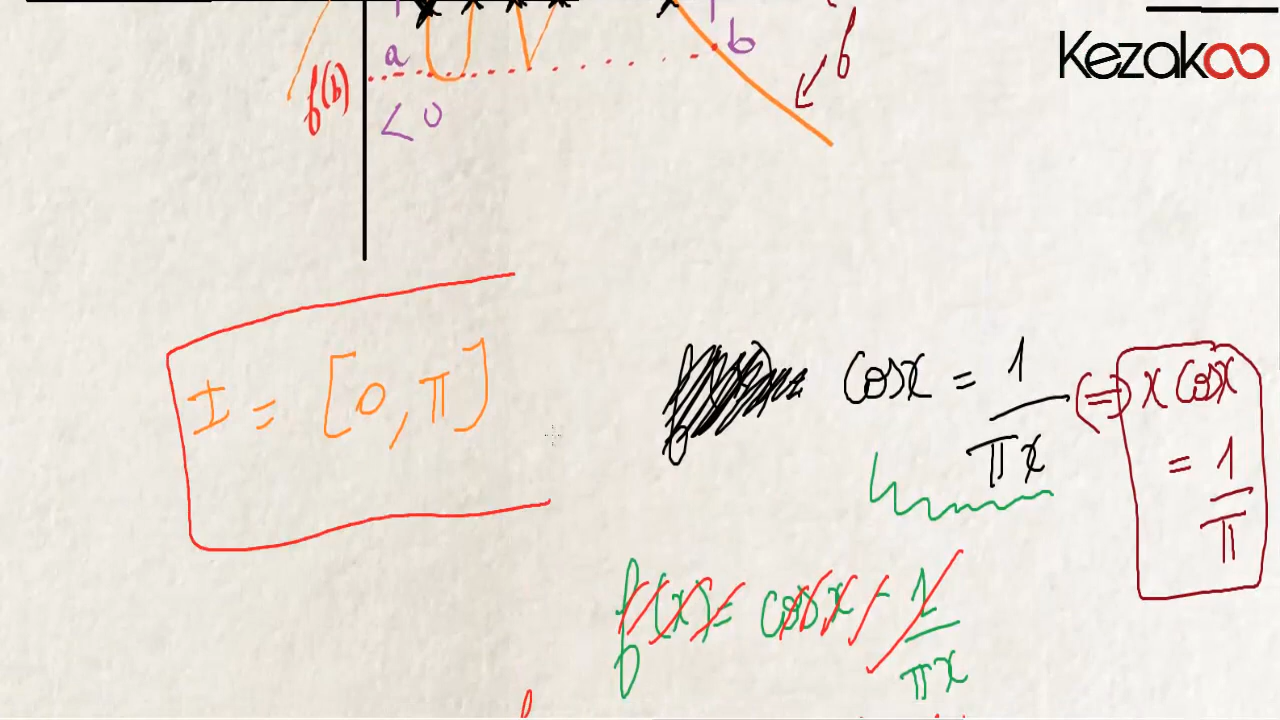 Kezakoo
a
b
f
f(b)
< 0
I = [0, π]
cos x = 1/πx (=) x cos x
= 1/π
f(x) = cos x - 1/πx